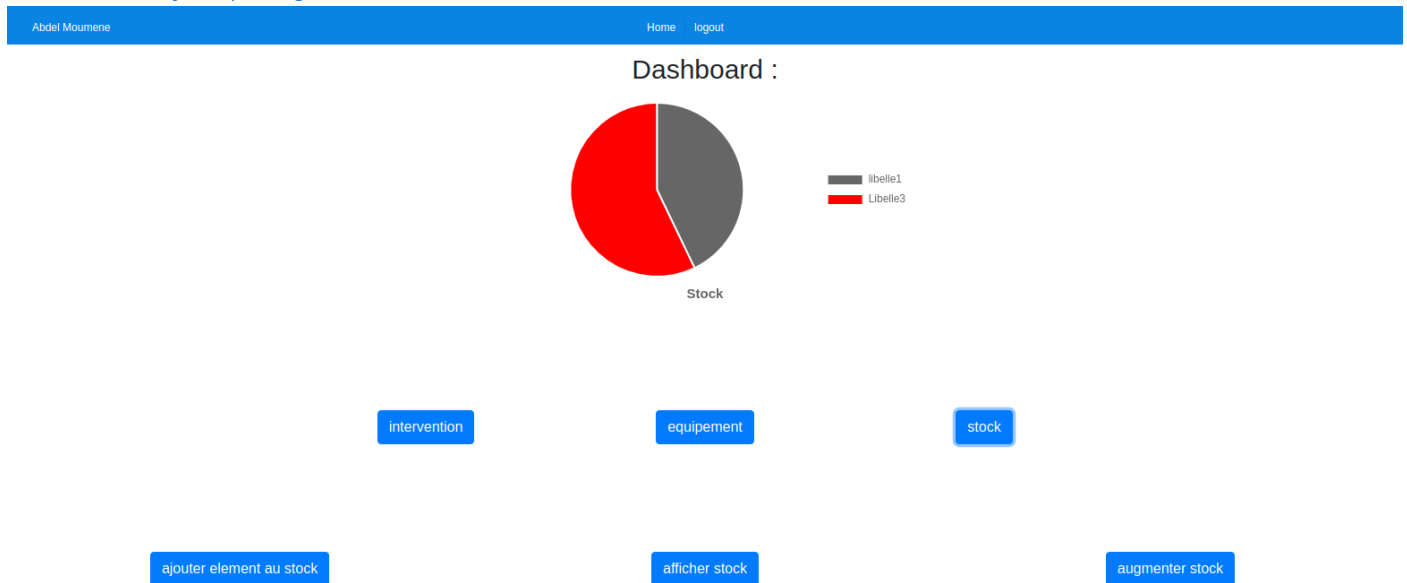 Abdel Moumene
Home logout
Dashboard :
libelle1
Libelle3
Stock
intervention equipement stock
ajouter element au stock afficher stock augmenter stock